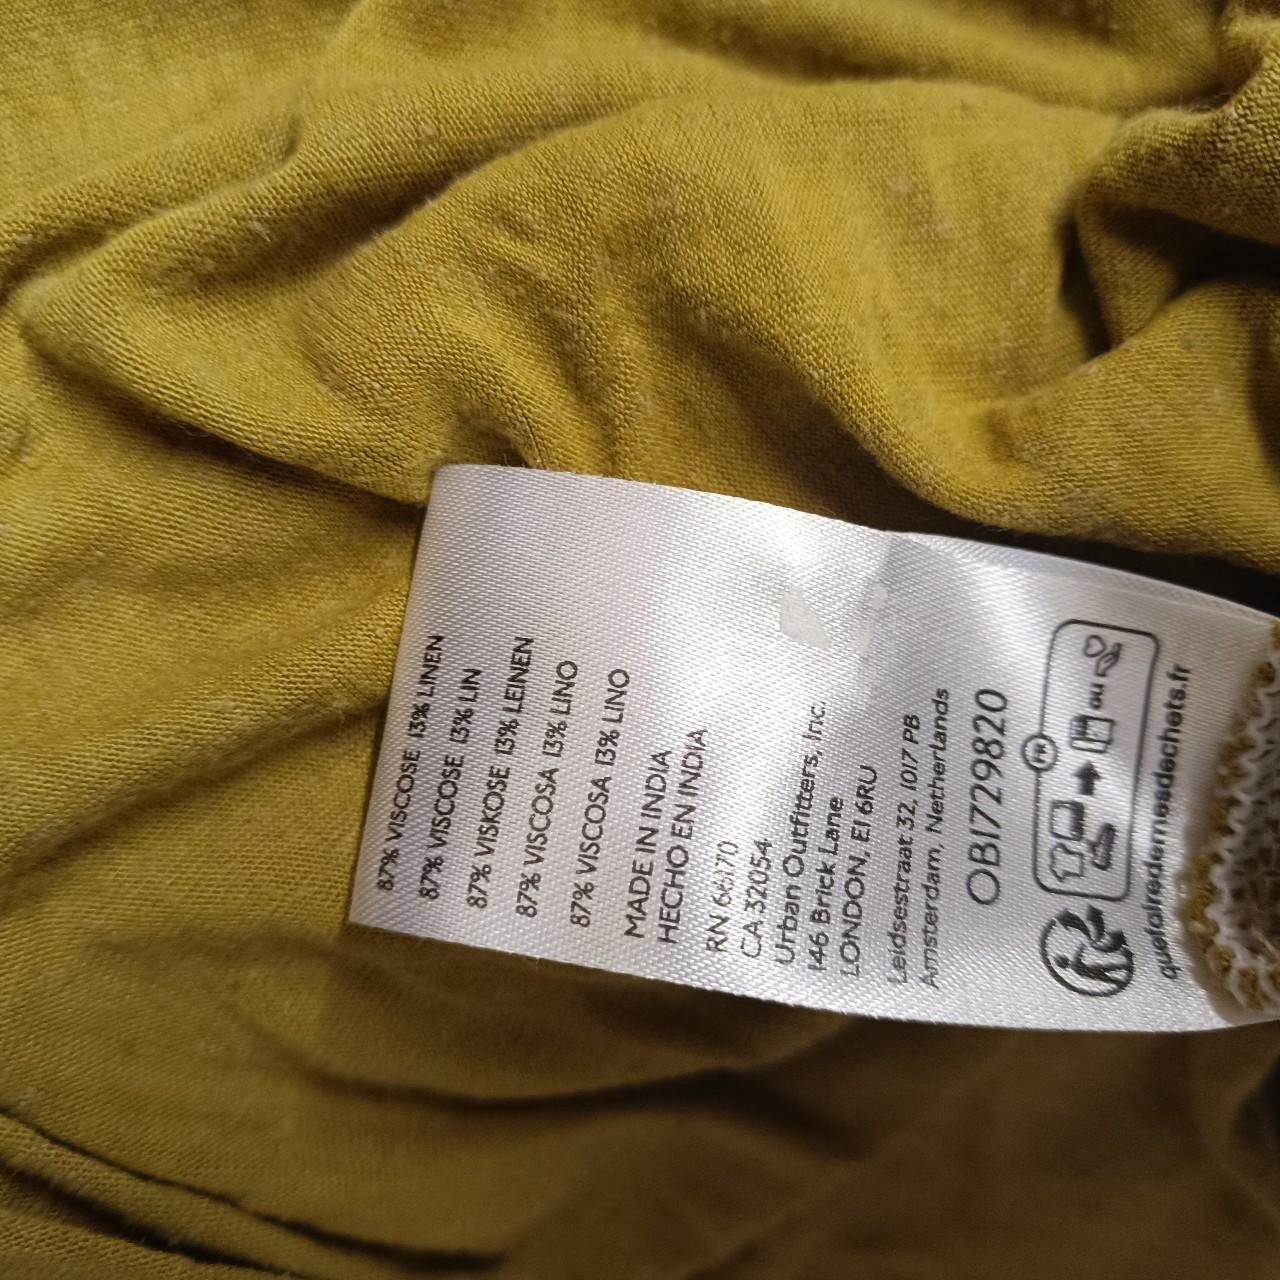 87% VISCOSE 13% LINEN
87% VISCOSE 13% LIN
87% VISKOSE 13% LEINEN
87% VISCOSA 13% LINO
87% VISCOSA 13% LINO
MADE IN INDIA
HECHO EN INDIA
RN 66170
CA 32054
Urban Outfitters, Inc.
146 Brick Lane
LONDON, E1 6RU
Leidsestraat 32, 1017 PB
Amsterdam, Netherlands
OB1729820
FR
ou
quefairedemesdechets.fr